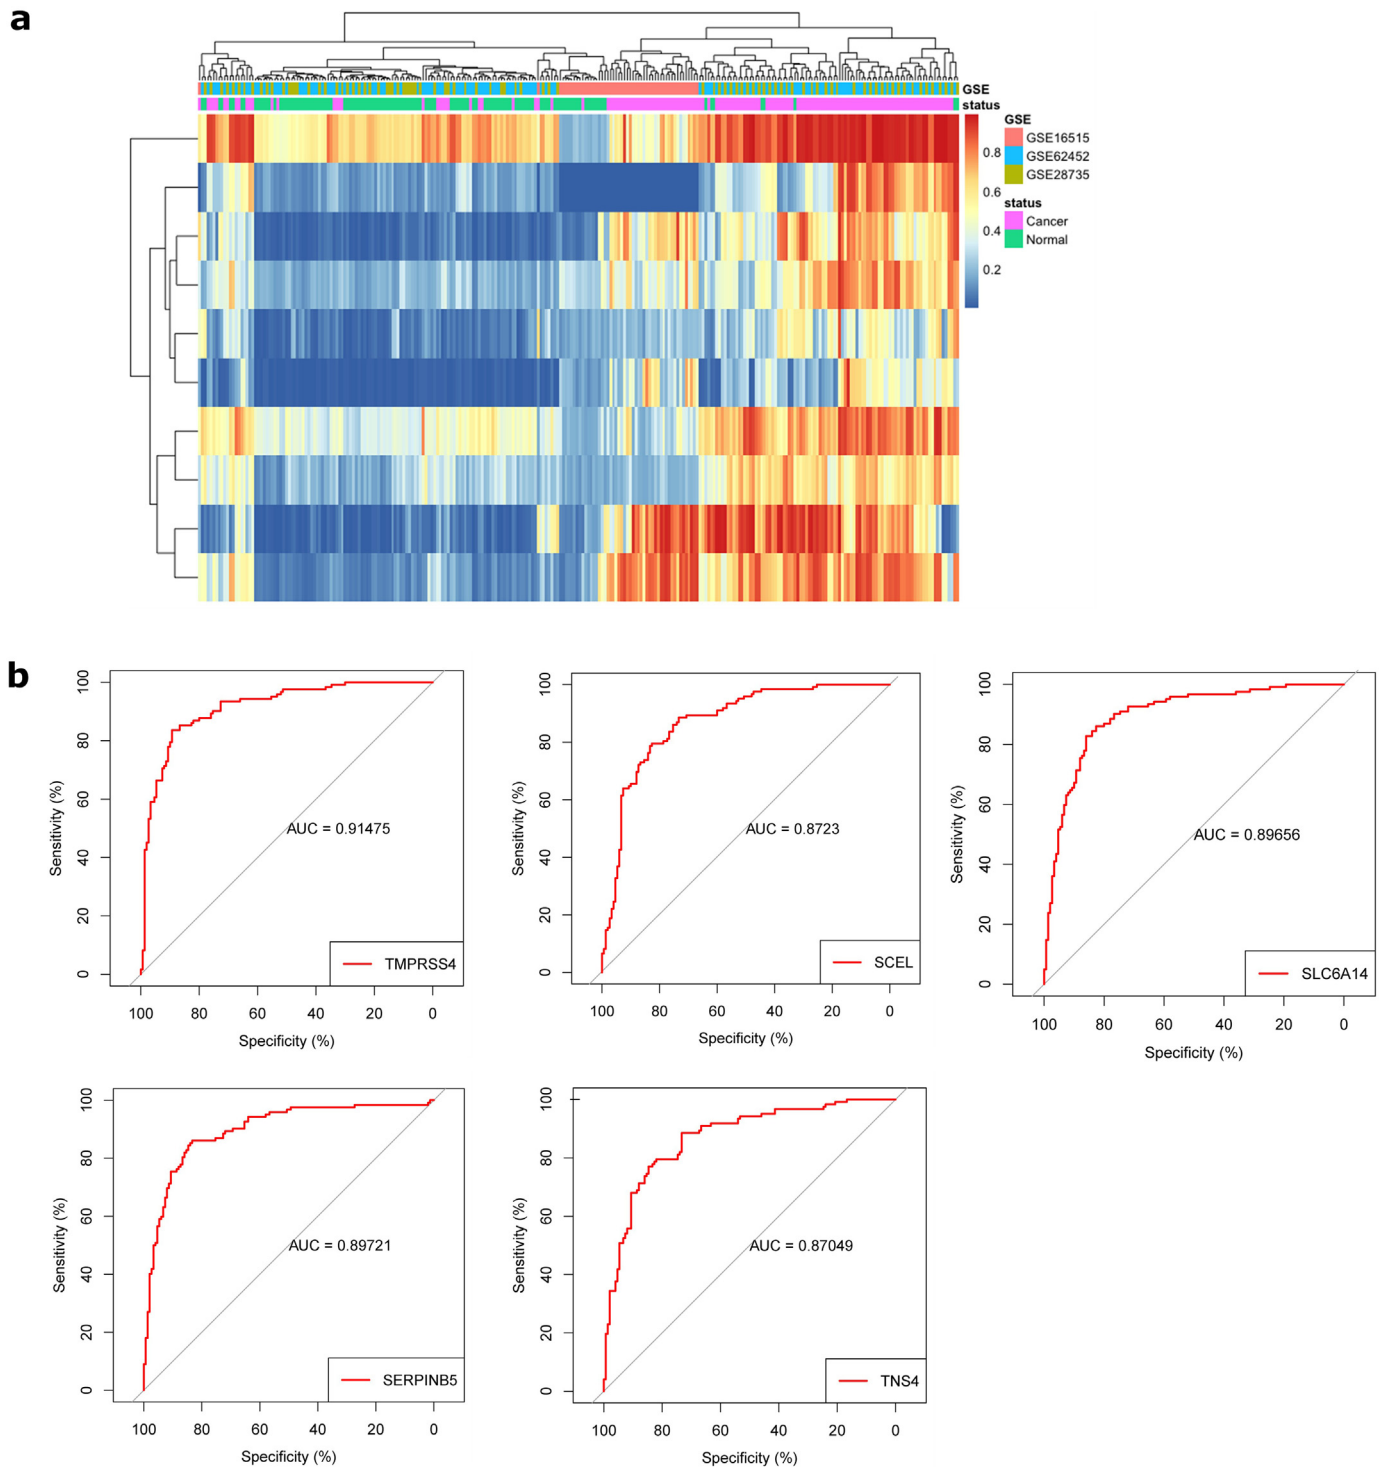 a
GSE
status
GSE
GSE16515
GSE62452
GSE28735
status
Cancer
Normal
0.8
0.6
0.4
0.2
b
100
80
60
40
20
0
Sensitivity (%)
AUC = 0.91475
TMPRSS4
100 80 60 40 20 0
Specificity (%)
100
80
60
40
20
0
Sensitivity (%)
AUC = 0.8723
SCEL
100 80 60 40 20 0
Specificity (%)
100
80
60
40
20
0
Sensitivity (%)
AUC = 0.89656
SLC6A14
100 80 60 40 20 0
Specificity (%)
100
80
60
40
20
0
Sensitivity (%)
AUC = 0.89721
SERPINB5
100 80 60 40 20 0
Specificity (%)
100
80
60
40
20
0
Sensitivity (%)
AUC = 0.87049
TNS4
100 80 60 40 20 0
Specificity (%)